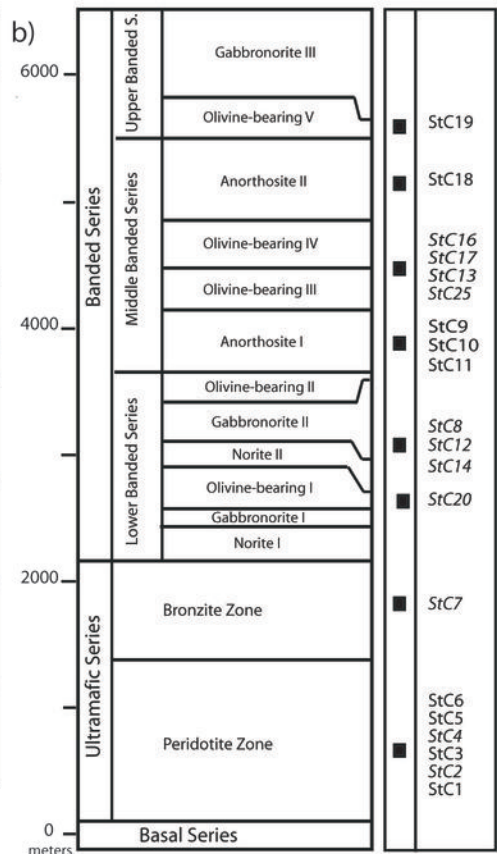 b)
6000
4000
2000
0
meters
Banded Series
Ultramafic Series
Upper Banded S.
Middle Banded Series
Lower Banded Series
Gabbronorite III
Olivine-bearing V
Anorthosite II
Olivine-bearing IV
Olivine-bearing III
Anorthosite I
Olivine-bearing II
Gabbronorite II
Norite II
Olivine-bearing I
Gabbronorite I
Norite I
Bronzite Zone
Peridotite Zone
Basal Series
StC19
StC18
StC16
StC17
StC13
StC25
StC9
StC10
StC11
StC8
StC12
StC14
StC20
StC7
StC6
StC5
StC4
StC3
StC2
StC1